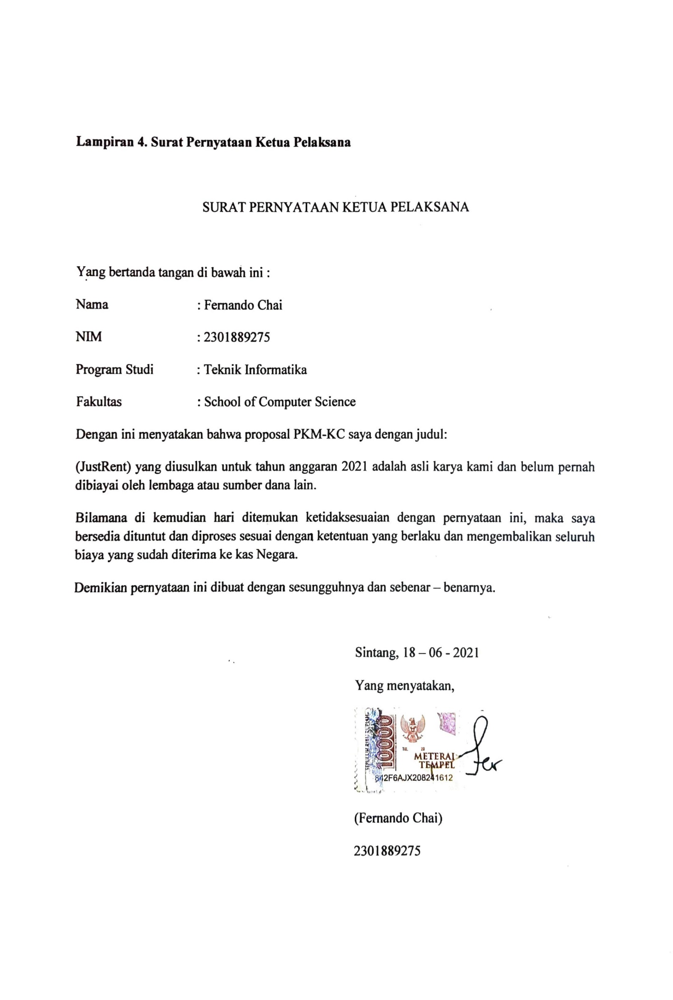 Lampiran 4. Surat Pernyataan Ketua Pelaksana
SURAT PERNYATAAN KETUA PELAKSANA
Yang bertanda tangan di bawah ini :
Nama : Fernando Chai
NIM : 2301889275
Program Studi : Teknik Informatika
Fakultas : School of Computer Science
Dengan ini menyatakan bahwa proposal PKM-KC saya dengan judul:
(JustRent) yang diusulkan untuk tahun anggaran 2021 adalah asli karya kami dan belum pernah
dibiayai oleh lembaga atau sumber dana lain.
Bilamana di kemudian hari ditemukan ketidaksesuaian dengan pernyataan ini, maka saya
bersedia dituntut dan diproses sesuai dengan ketentuan yang berlaku dan mengembalikan seluruh
biaya yang sudah diterima ke kas Negara.
Demikian pernyataan ini dibuat dengan sesungguhnya dan sebenar – benarnya.
Sintang, 18 – 06 - 2021
Yang menyatakan,
SEPULUH RIBU RUPIAH
10000
TGL 20
METERAI
TEMPEL
842F6AJX208241612
Fer
(Fernando Chai)
2301889275